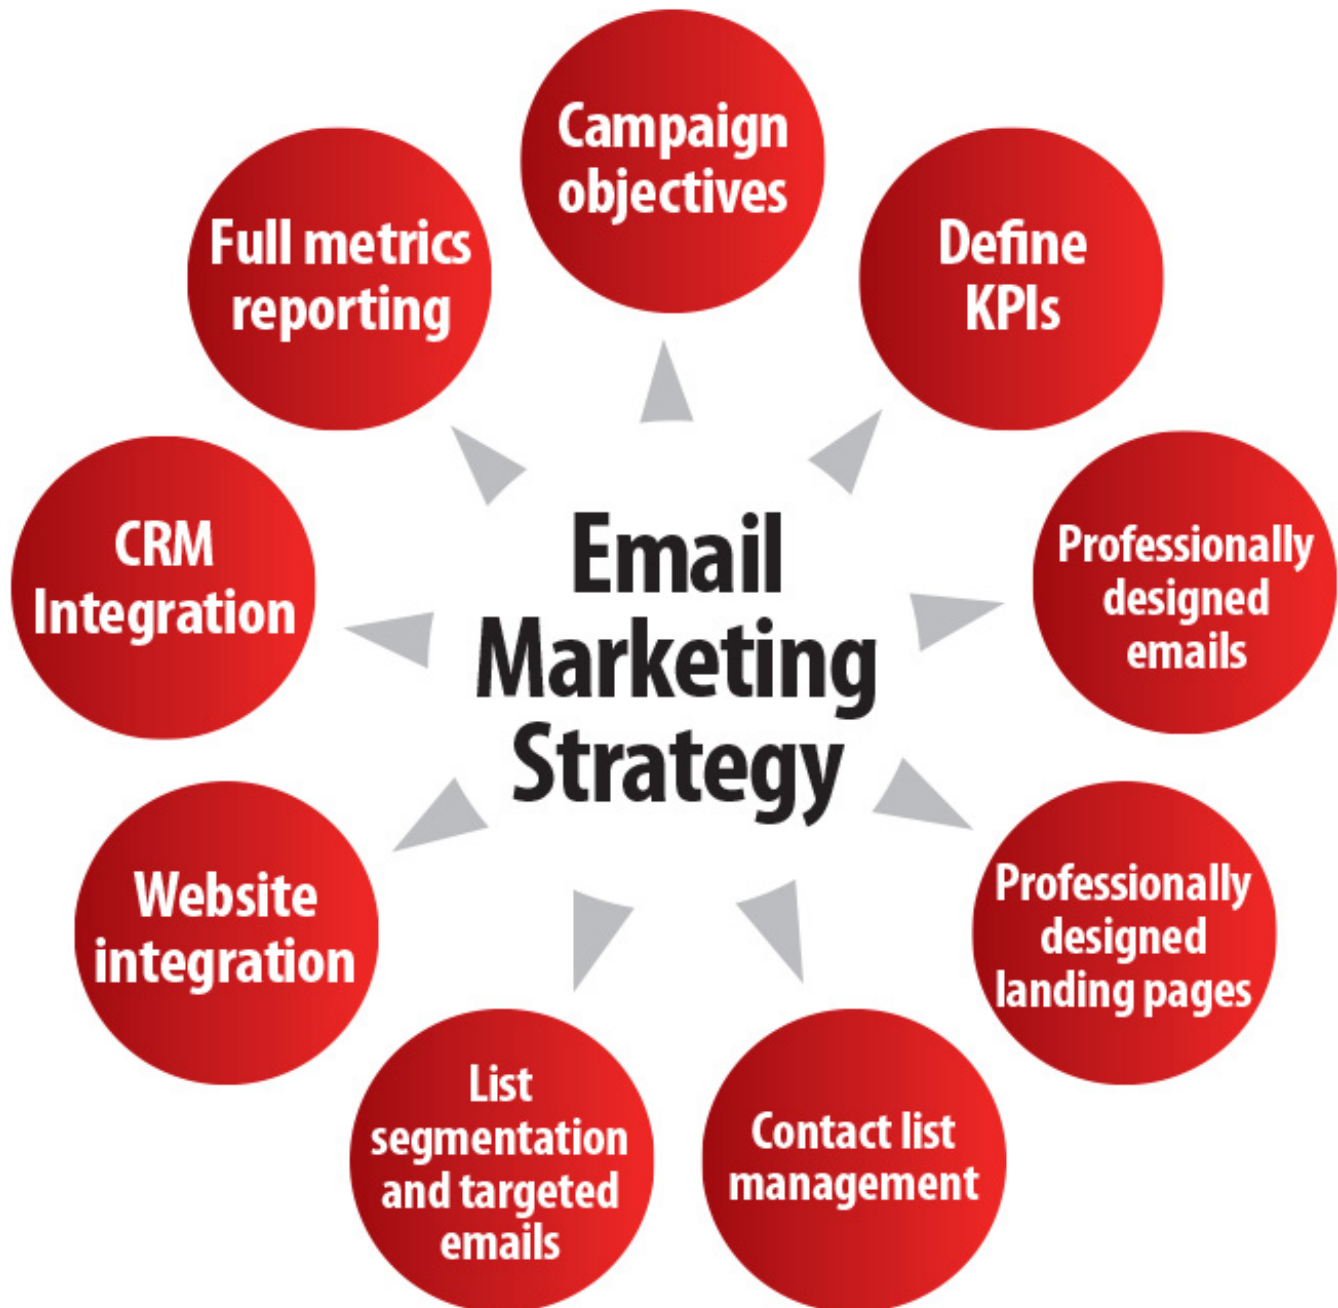 Campaign
objectives
Define
KPIs
Professionally
designed
emails
Professionally
designed
landing pages
Contact list
management
List
segmentation
and targeted
emails
Website
integration
CRM
Integration
Full metrics
reporting
Email
Marketing
Strategy